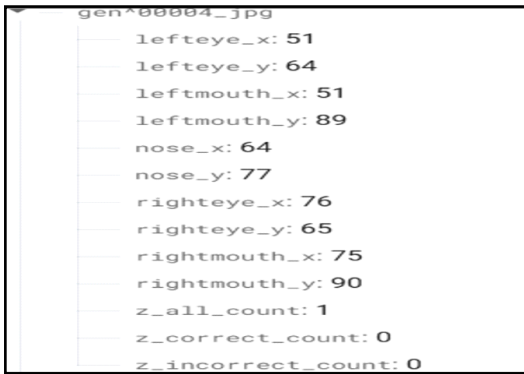 gen*00004_jpg
lefteye_x: 51
lefteye_y: 64
leftmouth_x: 51
leftmouth_y: 89
nose_x: 64
nose_y: 77
righteye_x: 76
righteye_y: 65
rightmouth_x: 75
rightmouth_y: 90
z_all_count: 1
z_correct_count: 0
z_incorrect_count: 0